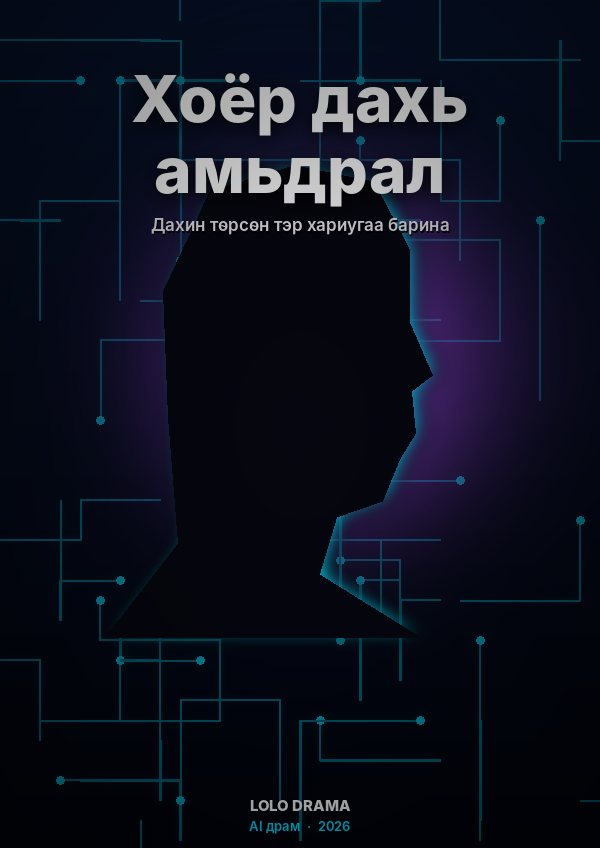 Хоёр дахь
амьдрал
Дахин төрсөн тэр хариугаа барина
LOLO DRAMA
AI драм · 2026